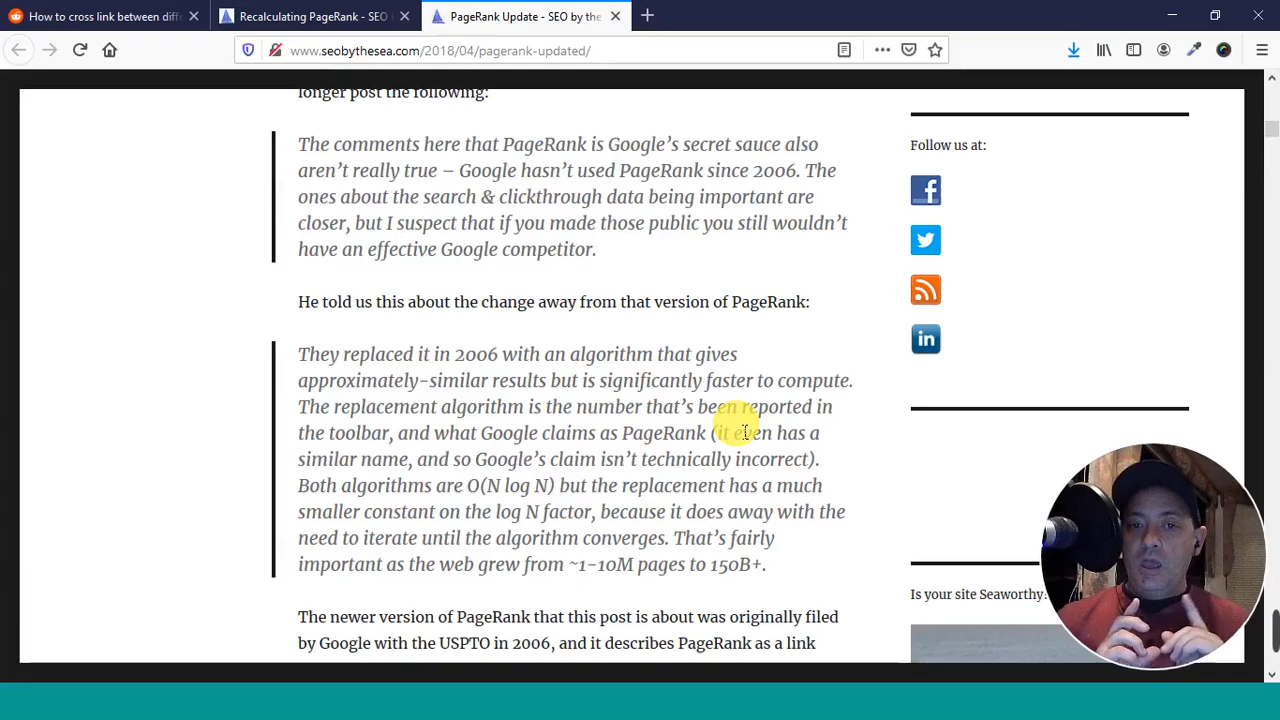 How to cross link between diffe
Recalculating PageRank - SEO
PageRank Update - SEO by the
www.seobythesea.com/2018/04/pagerank-updated/
longer post the following:
The comments here that PageRank is Google's secret sauce also
aren't really true – Google hasn't used PageRank since 2006. The
ones about the search & clickthrough data being important are
closer, but I suspect that if you made those public you still wouldn't
have an effective Google competitor.
He told us this about the change away from that version of PageRank:
They replaced it in 2006 with an algorithm that gives
approximately-similar results but is significantly faster to compute.
The replacement algorithm is the number that's been reported in
the toolbar, and what Google claims as PageRank (it even has a
similar name, and so Google's claim isn't technically incorrect).
Both algorithms are O(N log N) but the replacement has a much
smaller constant on the log N factor, because it does away with the
need to iterate until the algorithm converges. That's fairly
important as the web grew from ~1-10M pages to 150B+.
The newer version of PageRank that this post is about was originally filed
by Google with the USPTO in 2006, and it describes PageRank as a link
Follow us at:
Is your site Seaworthy?